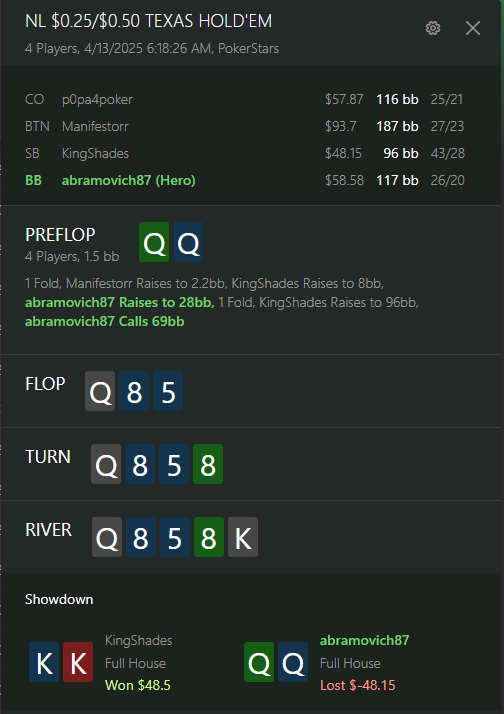 NL $0.25/$0.50 TEXAS HOLD'EM
4 Players, 4/13/2025 6:18:26 AM, PokerStars
CO p0pa4poker $57.87 116 bb 25/21
BTN Manifestorr $93.7 187 bb 27/23
SB KingShades $48.15 96 bb 43/28
BB abramovich87 (Hero) $58.58 117 bb 26/20
PREFLOP Q Q
4 Players, 1.5 bb
1 Fold, Manifestorr Raises to 2.2bb, KingShades Raises to 8bb,
abramovich87 Raises to 28bb, 1 Fold, KingShades Raises to 96bb,
abramovich87 Calls 69bb
FLOP Q 8 5
TURN Q 8 5 8
RIVER Q 8 5 8 K
Showdown
K K KingShades
Full House
Won $48.5
Q Q abramovich87
Full House
Lost $-48.15